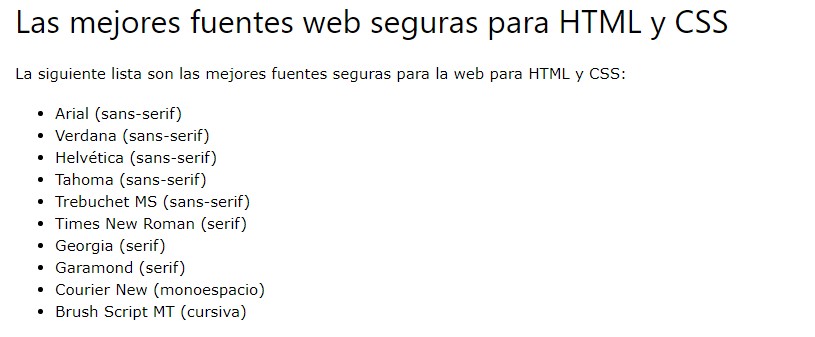 Las mejores fuentes web seguras para HTML y CSS
La siguiente lista son las mejores fuentes seguras para la web para HTML y CSS:
• Arial (sans-serif)
• Verdana (sans-serif)
• Helvética (sans-serif)
• Tahoma (sans-serif)
• Trebuchet MS (sans-serif)
• Times New Roman (serif)
• Georgia (serif)
• Garamond (serif)
• Courier New (monoespacio)
• Brush Script MT (cursiva)